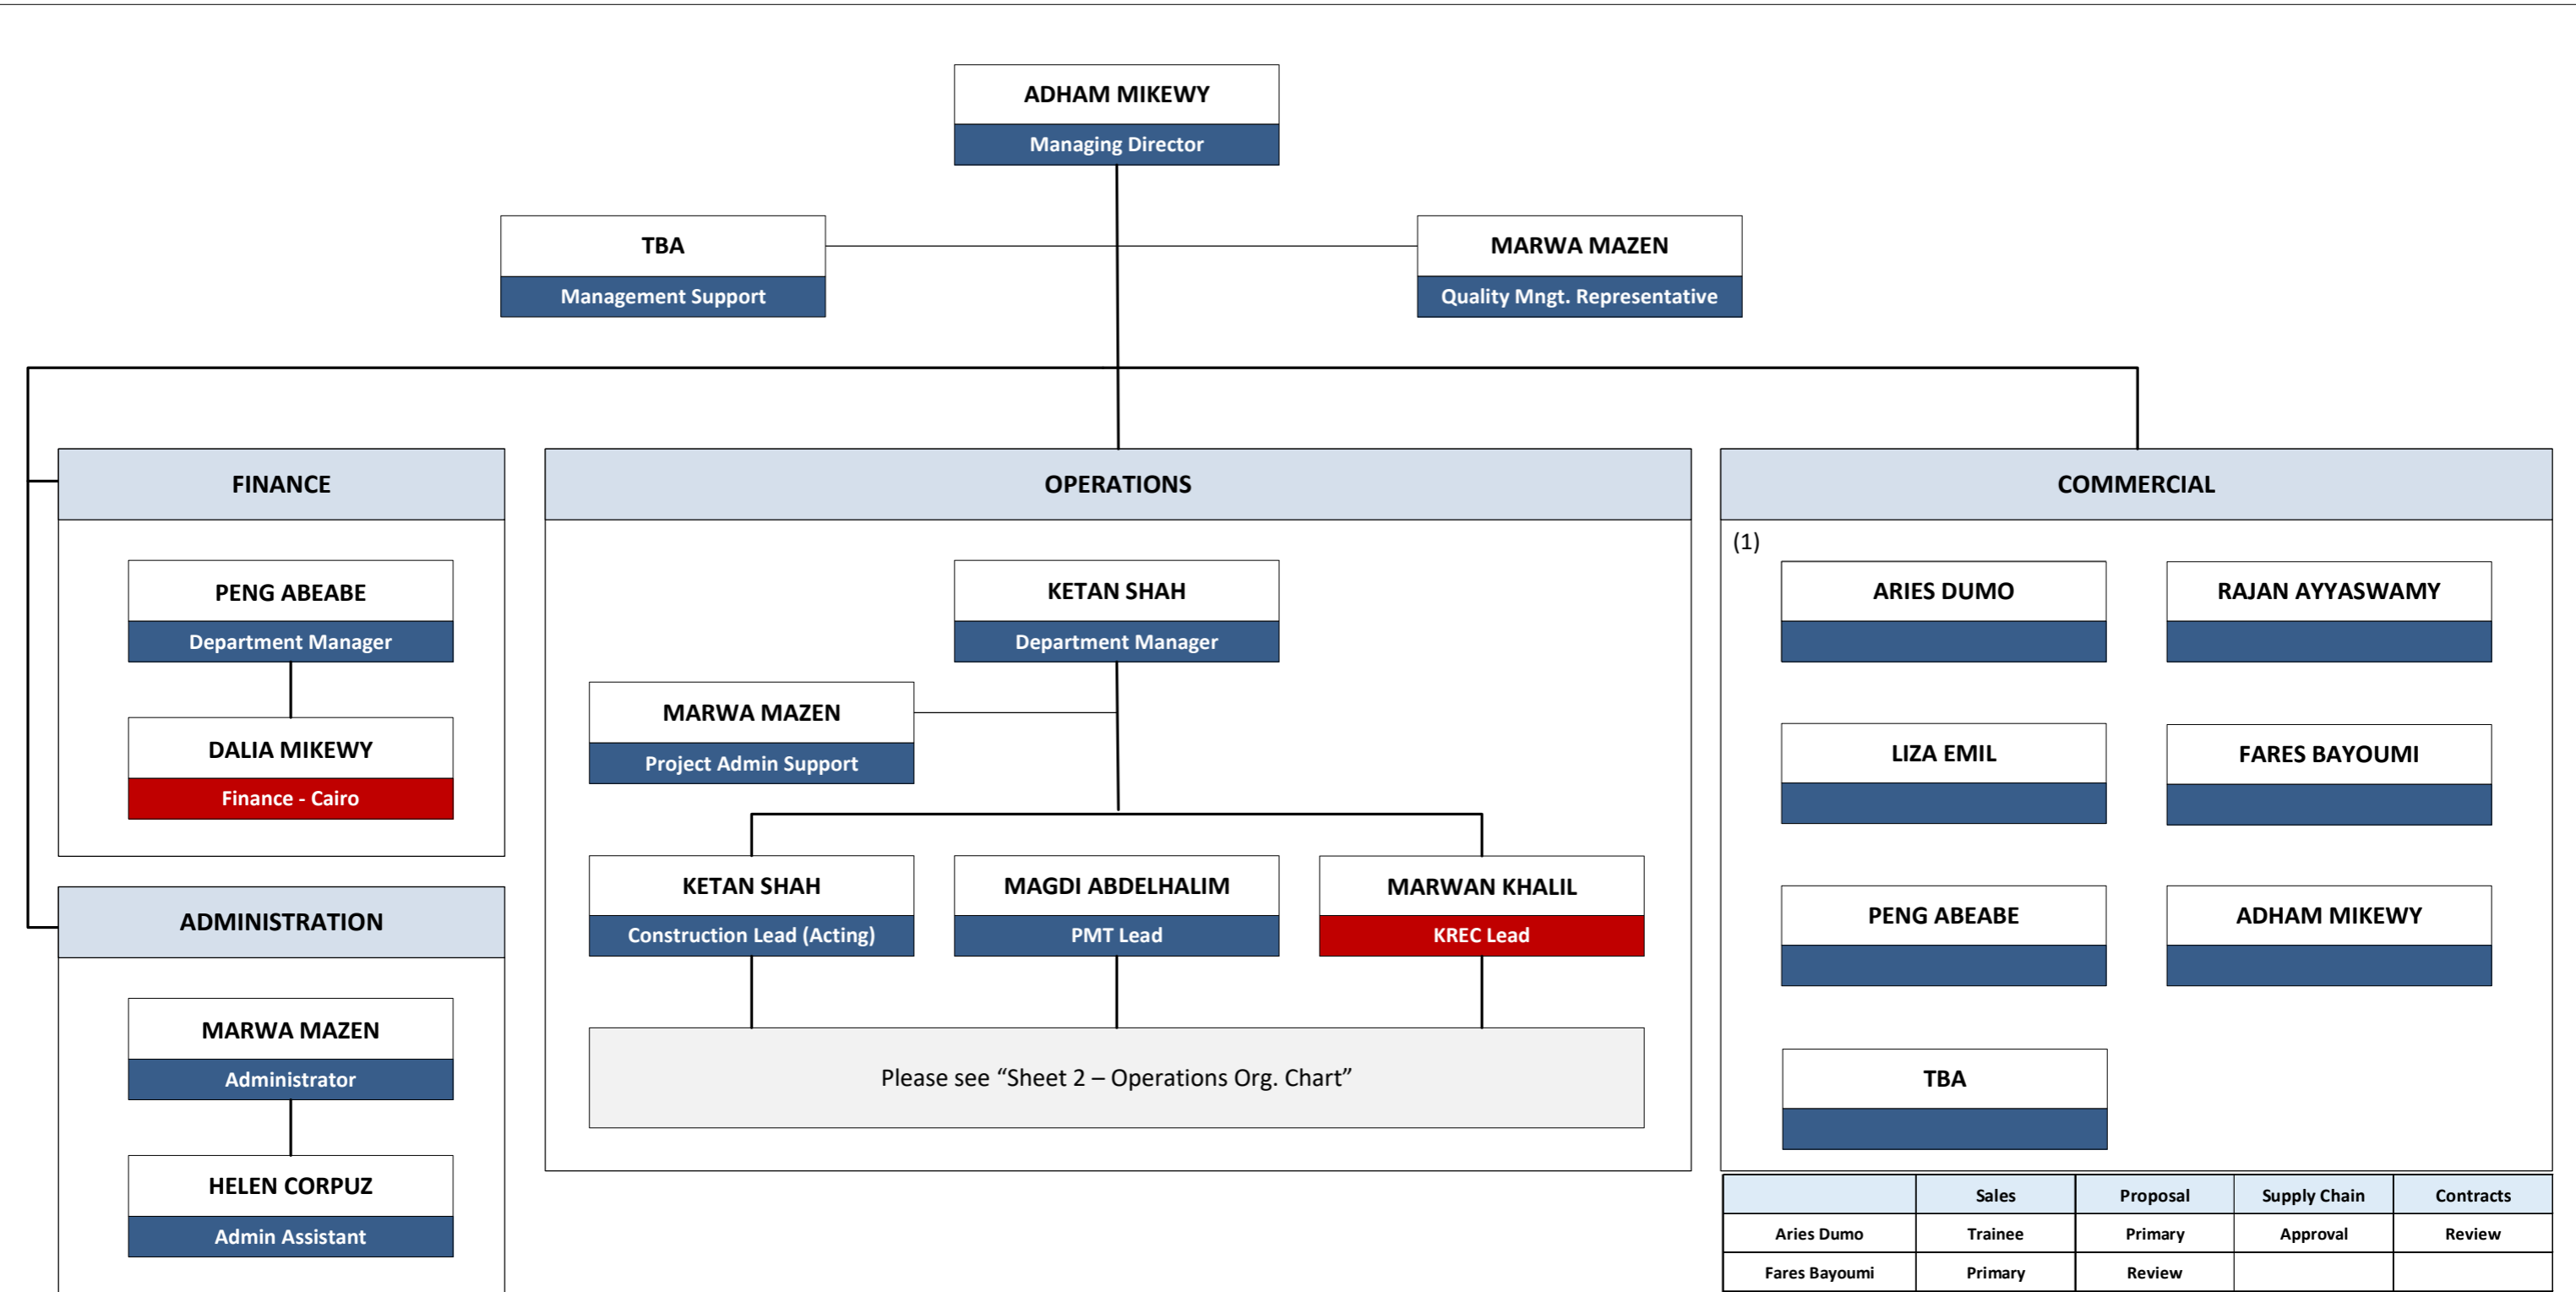 ADHAM MIKEWY
Managing Director
TBA
Management Support
MARWA MAZEN
Quality Mngt. Representative
FINANCE
PENG ABEABE
Department Manager
DALIA MIKEWY
Finance - Cairo
ADMINISTRATION
MARWA MAZEN
Administrator
HELEN CORPUZ
Admin Assistant
OPERATIONS
KETAN SHAH
Department Manager
MARWA MAZEN
Project Admin Support
KETAN SHAH
Construction Lead (Acting)
MAGDI ABDELHALIM
PMT Lead
MARWAN KHALIL
KREC Lead
Please see “Sheet 2 – Operations Org. Chart”
COMMERCIAL
(1)
ARIES DUMO
RAJAN AYYASWAMY
LIZA EMIL
FARES BAYOUMI
PENG ABEABE
ADHAM MIKEWY
TBA
Sales Proposal Supply Chain Contracts
Aries Dumo Trainee Primary Approval Review
Fares Bayoumi Primary Review